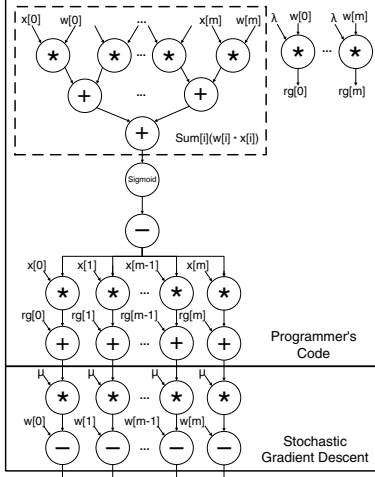 x[0] w[0] ... x[m] w[m] λ w[0] λ w[m]
* * ... * * * ... *
+ ... + rg[0] rg[m]
+
Sum[i](w[i] * x[i])
Sigmoid
−
x[0] x[1] x[m-1] x[m]
* * ... * *
rg[0] rg[1] rg[m-1] rg[m]
+ + ... + +
Programmer's
Code
μ μ μ μ
* * ... * *
w[0] w[1] w[m-1] w[m]
− − ... − −
Stochastic
Gradient Descent